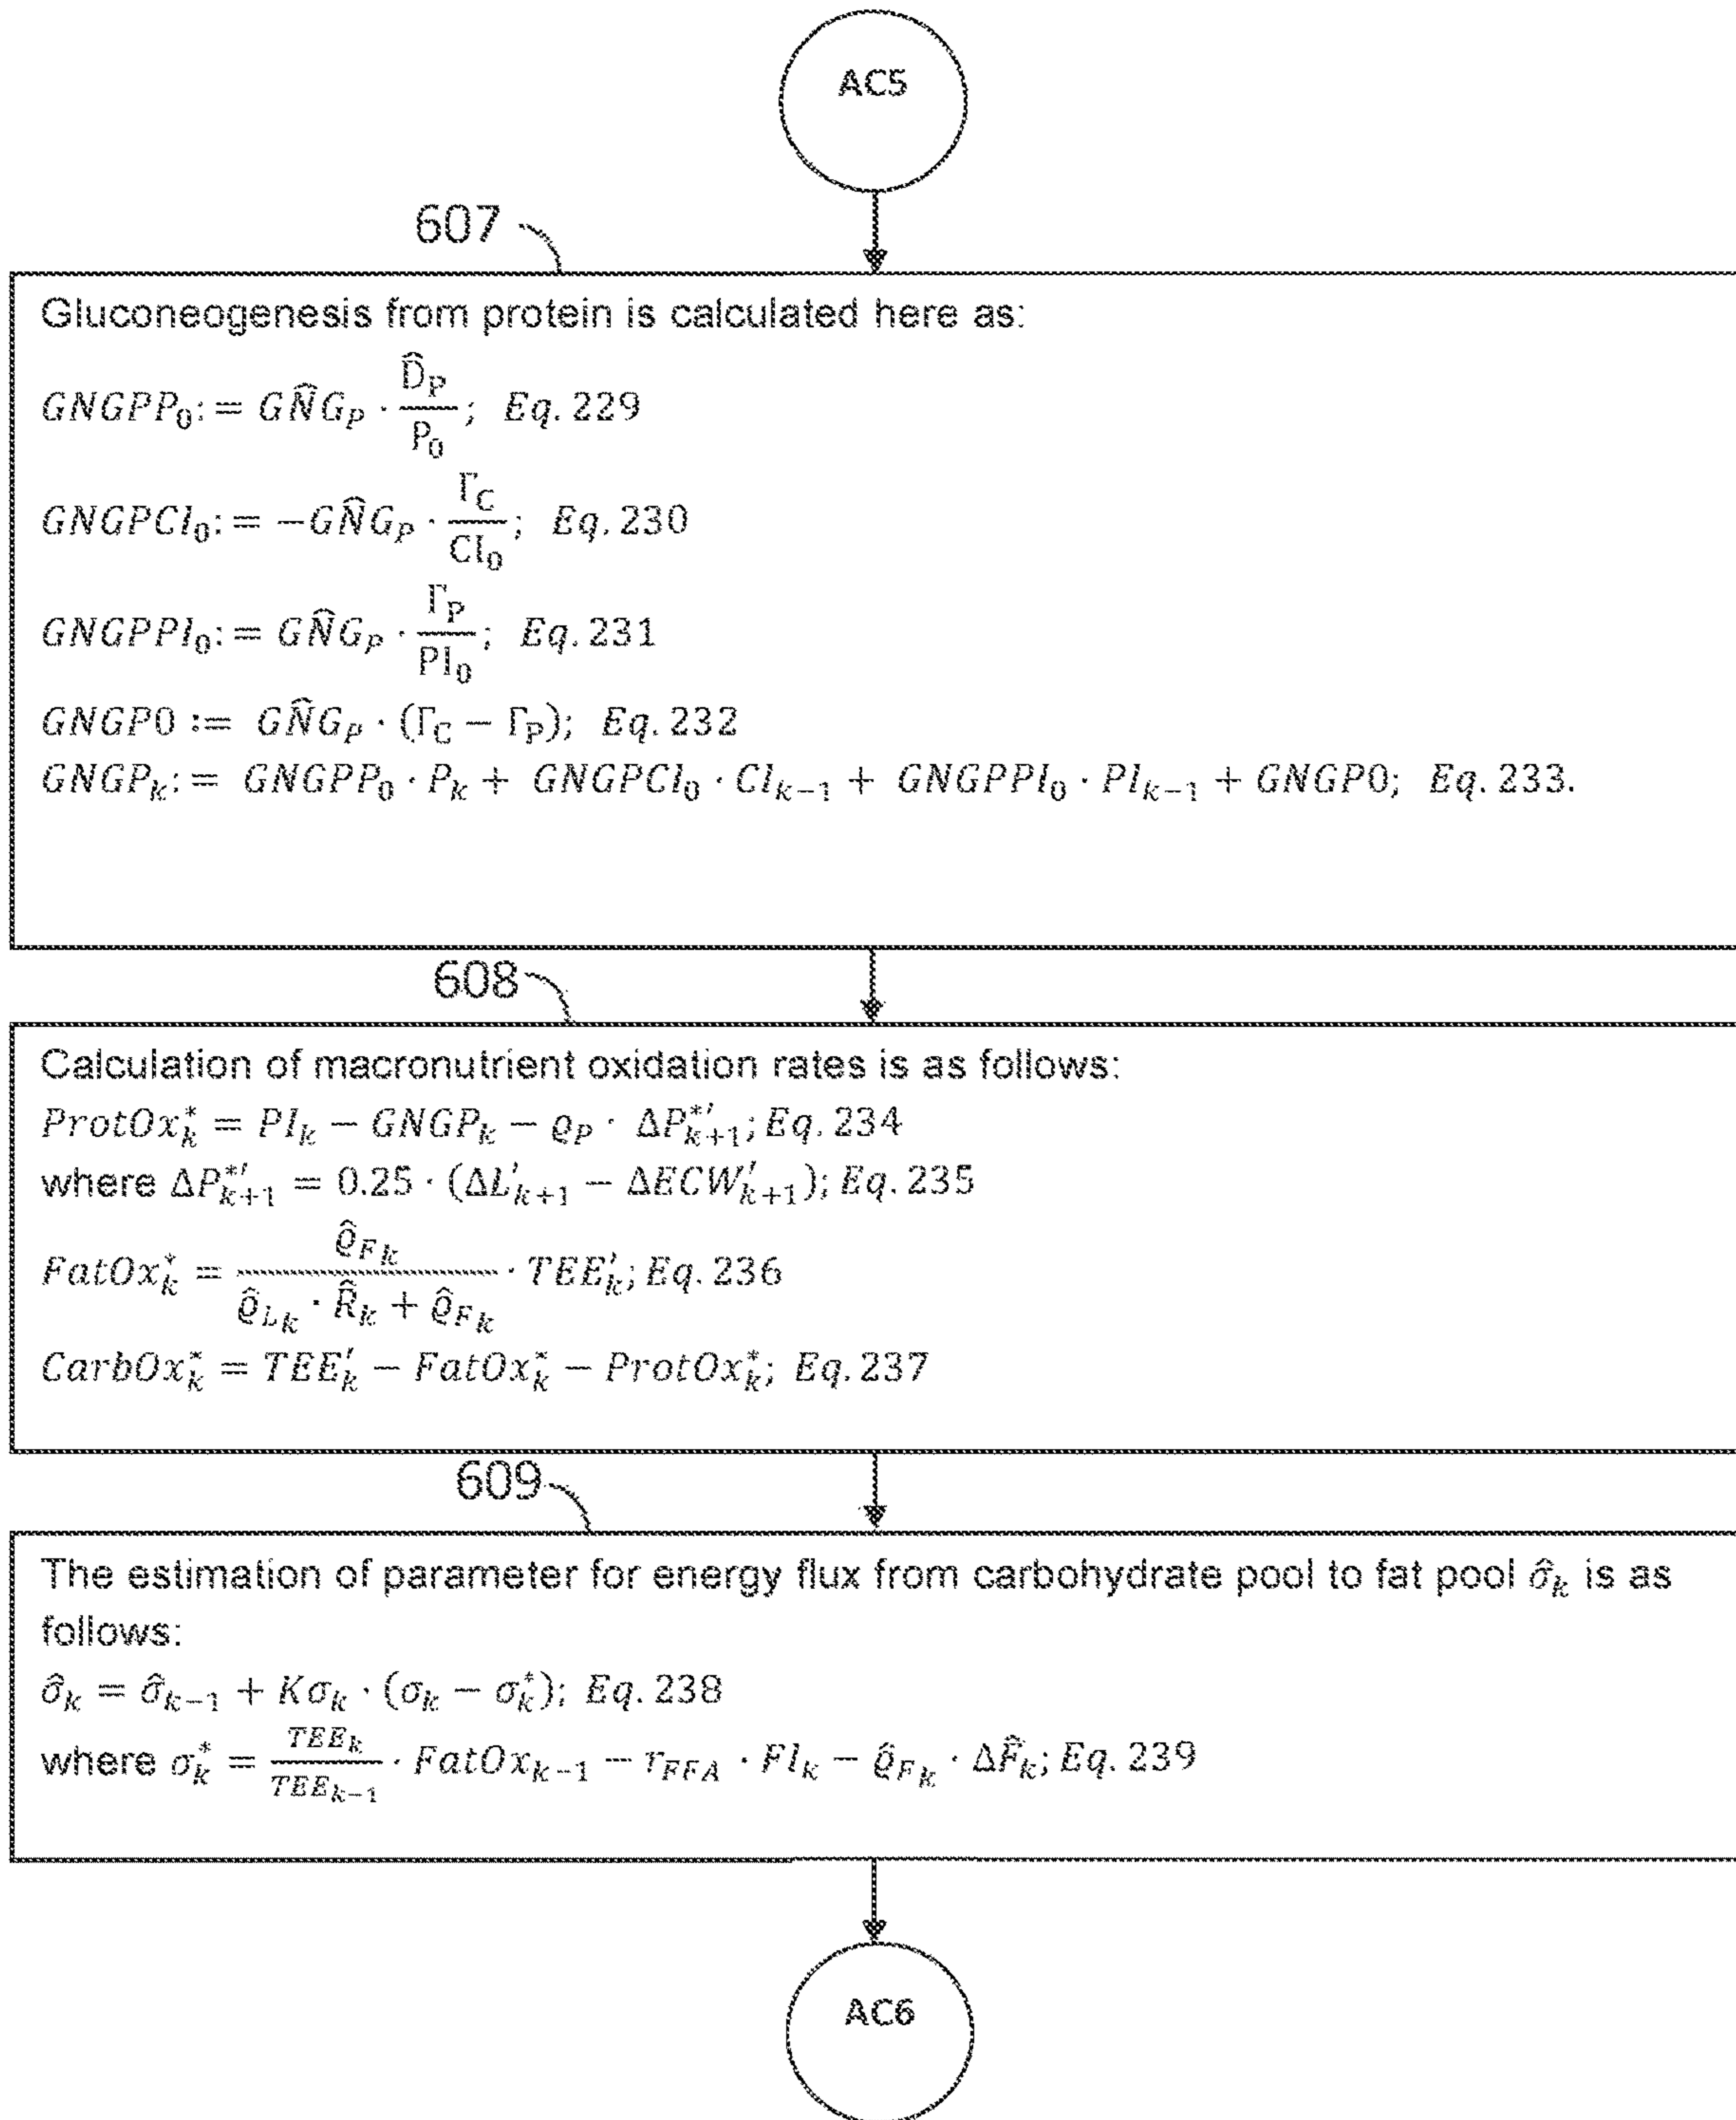 AC5
607
Gluconeogenesis from protein is calculated here as:
GNGPP₀: = GN̂G_P · D̂_P / P₀; Eq. 229
GNGPCI₀: = −GN̂G_P · Γ_C / CI₀; Eq. 230
GNGPPI₀: = GN̂G_P · Γ_P / PI₀; Eq. 231
GNGP0 := GN̂G_P · (Γ_C − Γ_P); Eq. 232
GNGP_k: = GNGPP₀ · P_k + GNGPCI₀ · CI_{k−1} + GNGPPI₀ · PI_{k−1} + GNGP0; Eq. 233.
608
Calculation of macronutrient oxidation rates is as follows:
ProtOx*_k = PI_k − GNGP_k − ϱ_P · ΔP*′_{k+1}; Eq. 234
where ΔP*′_{k+1} = 0.25 · (ΔL′_{k+1} − ΔECW′_{k+1}); Eq. 235
FatOx*_k = ϱ̂_{F_k} / (ϱ̂_{L_k} · R̂_k + ϱ̂_{F_k}) · TEE′_k; Eq. 236
CarbOx*_k = TEE′_k − FatOx*_k − ProtOx*_k; Eq. 237
609
The estimation of parameter for energy flux from carbohydrate pool to fat pool σ̂_k is as
follows:
σ̂_k = σ̂_{k−1} + Kσ_k · (σ_k − σ*_k); Eq. 238
where σ*_k = TEE_k / TEE_{k−1} · FatOx_{k−1} − r_{FFA} · FI_k − ϱ̂_{F_k} · ΔF̂_k; Eq. 239
AC6